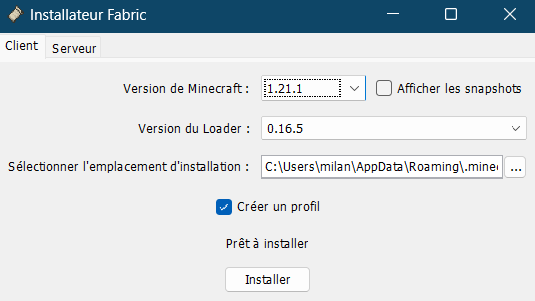 Installateur Fabric
Client Serveur
Version de Minecraft : 1.21.1 Afficher les snapshots
Version du Loader : 0.16.5
Sélectionner l'emplacement d'installation : C:\Users\milan\AppData\Roaming\.mine ...
Créer un profil
Prêt à installer
Installer